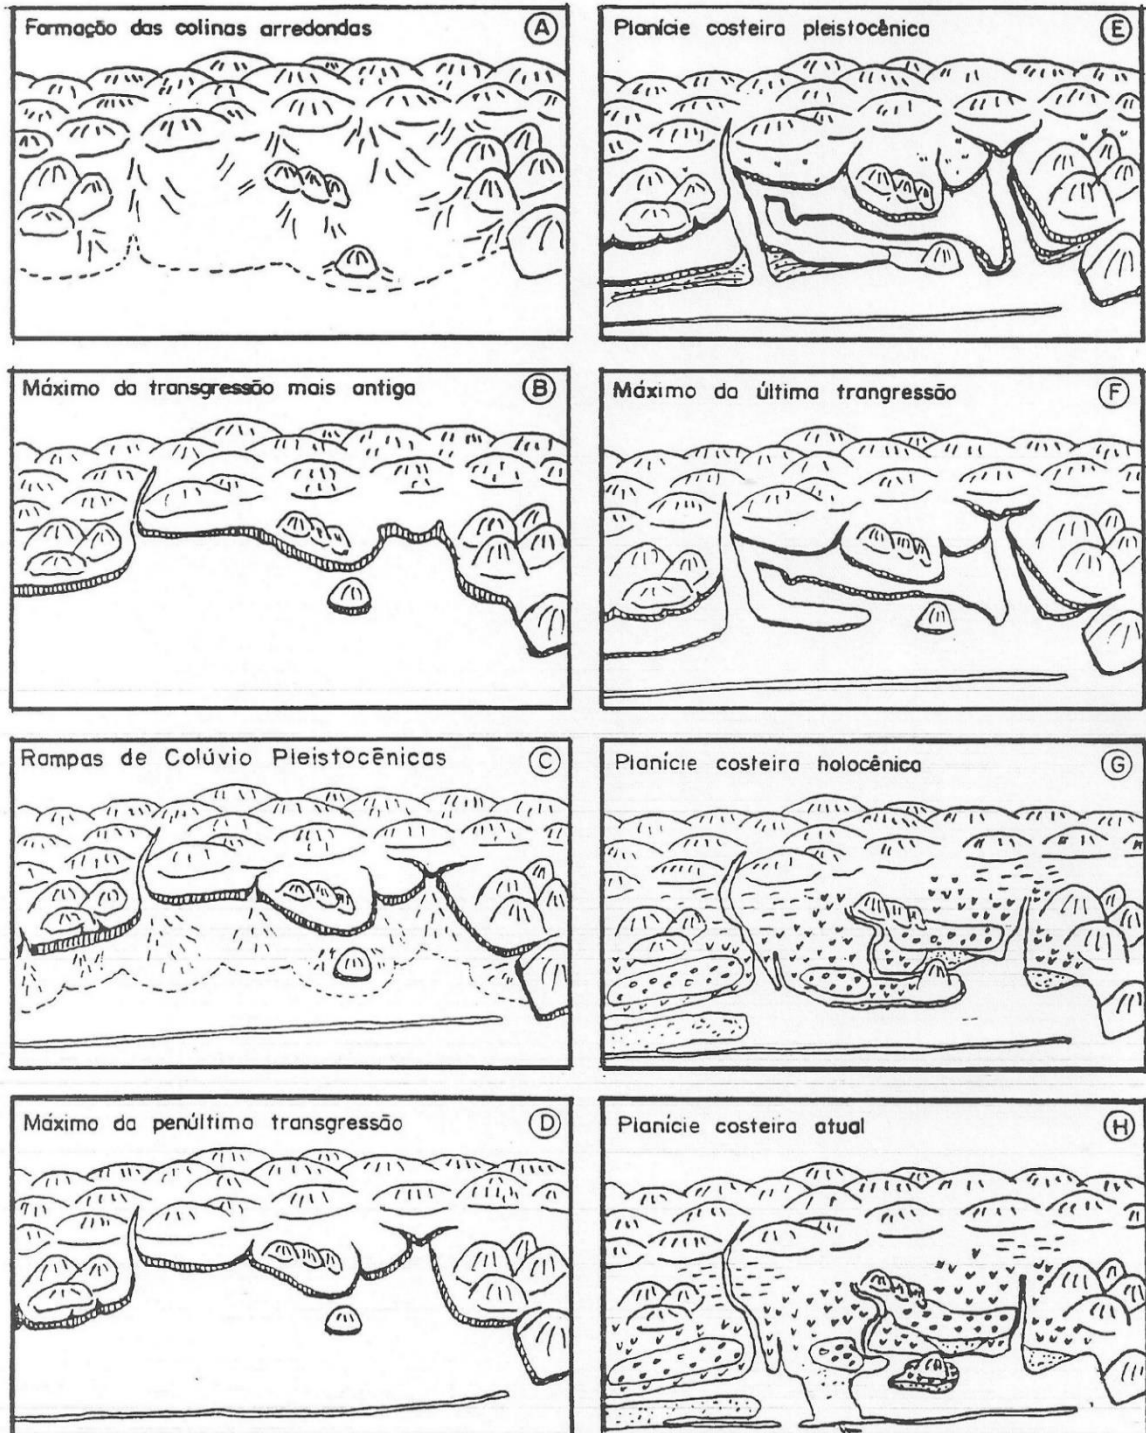 Formação das colinas arredondas
A
Máximo da transgressão mais antiga
B
Rampas de Colúvio Pleistocênicas
C
Máximo da penúltima transgressão
D
Planície costeira pleistocênica
E
Máximo da última trangressão
F
Planície costeira holocênica
G
Planície costeira atual
H